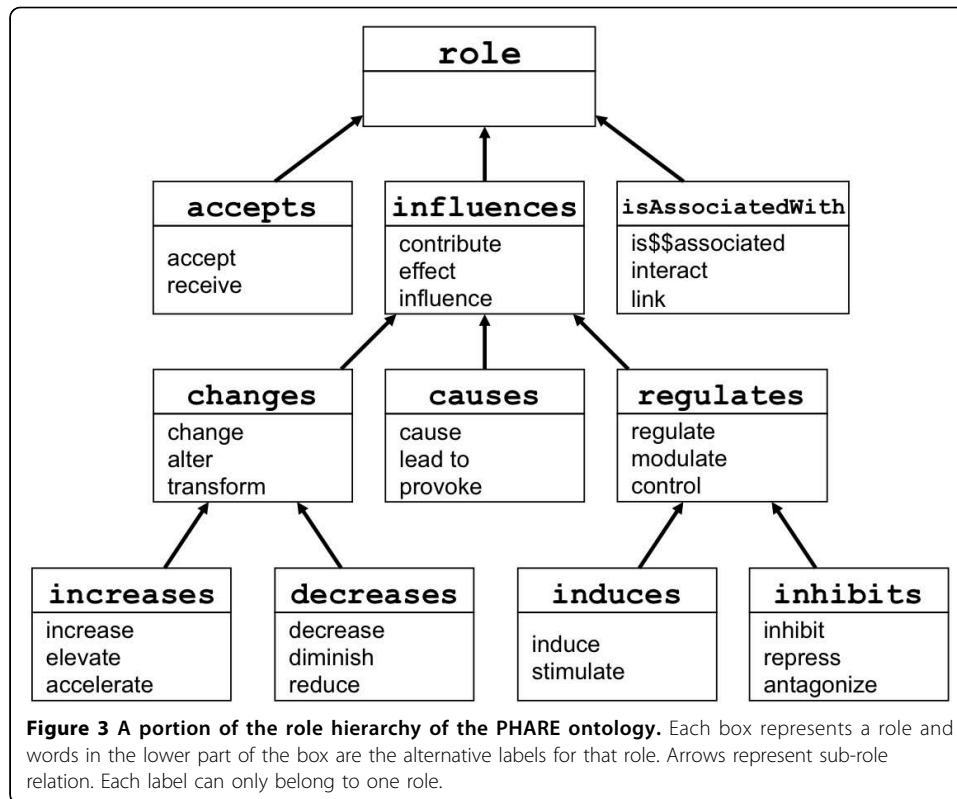 role
accepts
accept
receive
influences
contribute
effect
influence
isAssociatedWith
is$$associated
interact
link
changes
change
alter
transform
causes
cause
lead to
provoke
regulates
regulate
modulate
control
increases
increase
elevate
accelerate
decreases
decrease
diminish
reduce
induces
induce
stimulate
inhibits
inhibit
repress
antagonize
Figure 3 A portion of the role hierarchy of the PHARE ontology. Each box represents a role and
words in the lower part of the box are the alternative labels for that role. Arrows represent sub-role
relation. Each label can only belong to one role.